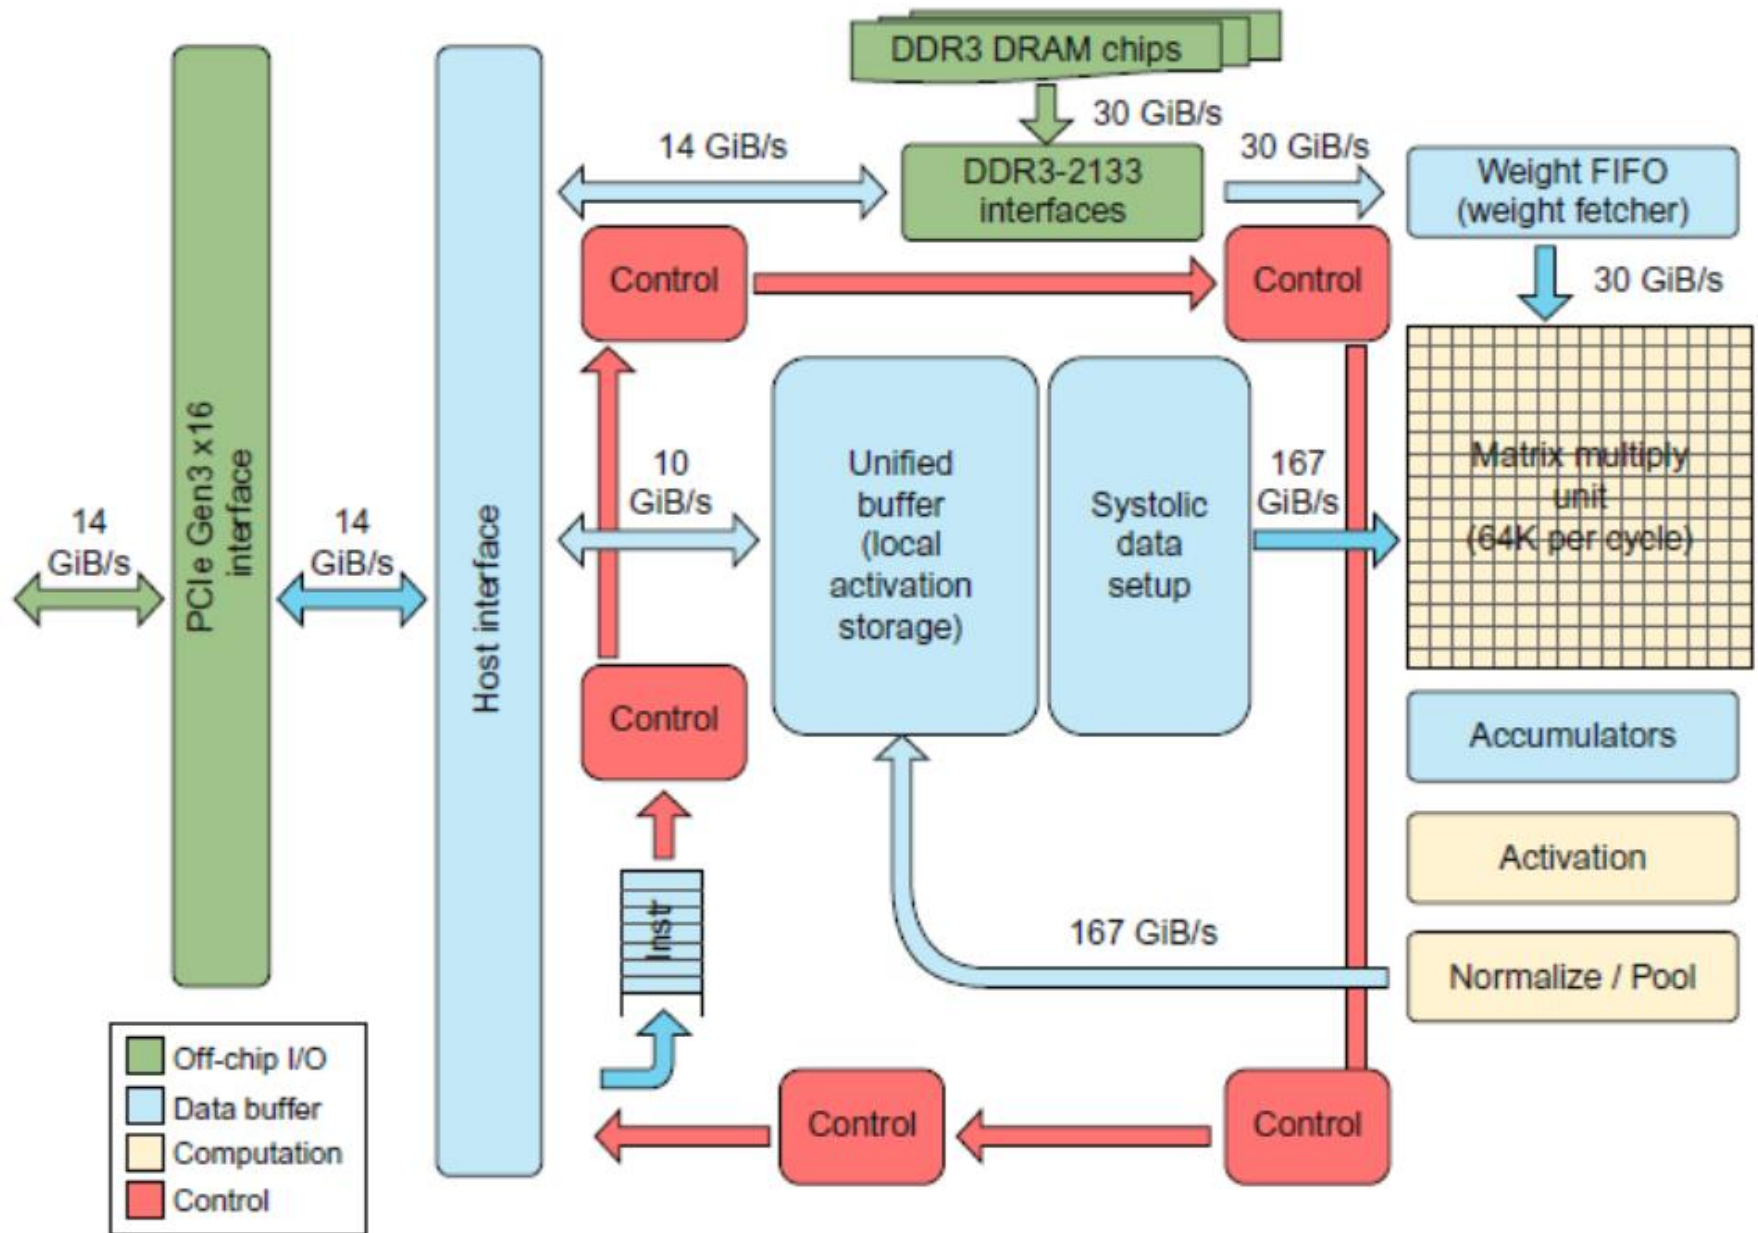 DDR3 DRAM chips
30 GiB/s
14 GiB/s
DDR3-2133
interfaces
30 GiB/s
Weight FIFO
(weight fetcher)
Control
Control
30 GiB/s
PCIe Gen3 x16
interface
Host interface
14
GiB/s
14
GiB/s
10
GiB/s
Unified
buffer
(local
activation
storage)
Systolic
data
setup
167
GiB/s
Matrix multiply
unit
(64K per cycle)
Control
Accumulators
Activation
Instr
167 GiB/s
Normalize / Pool
Off-chip I/O
Data buffer
Computation
Control
Control
Control